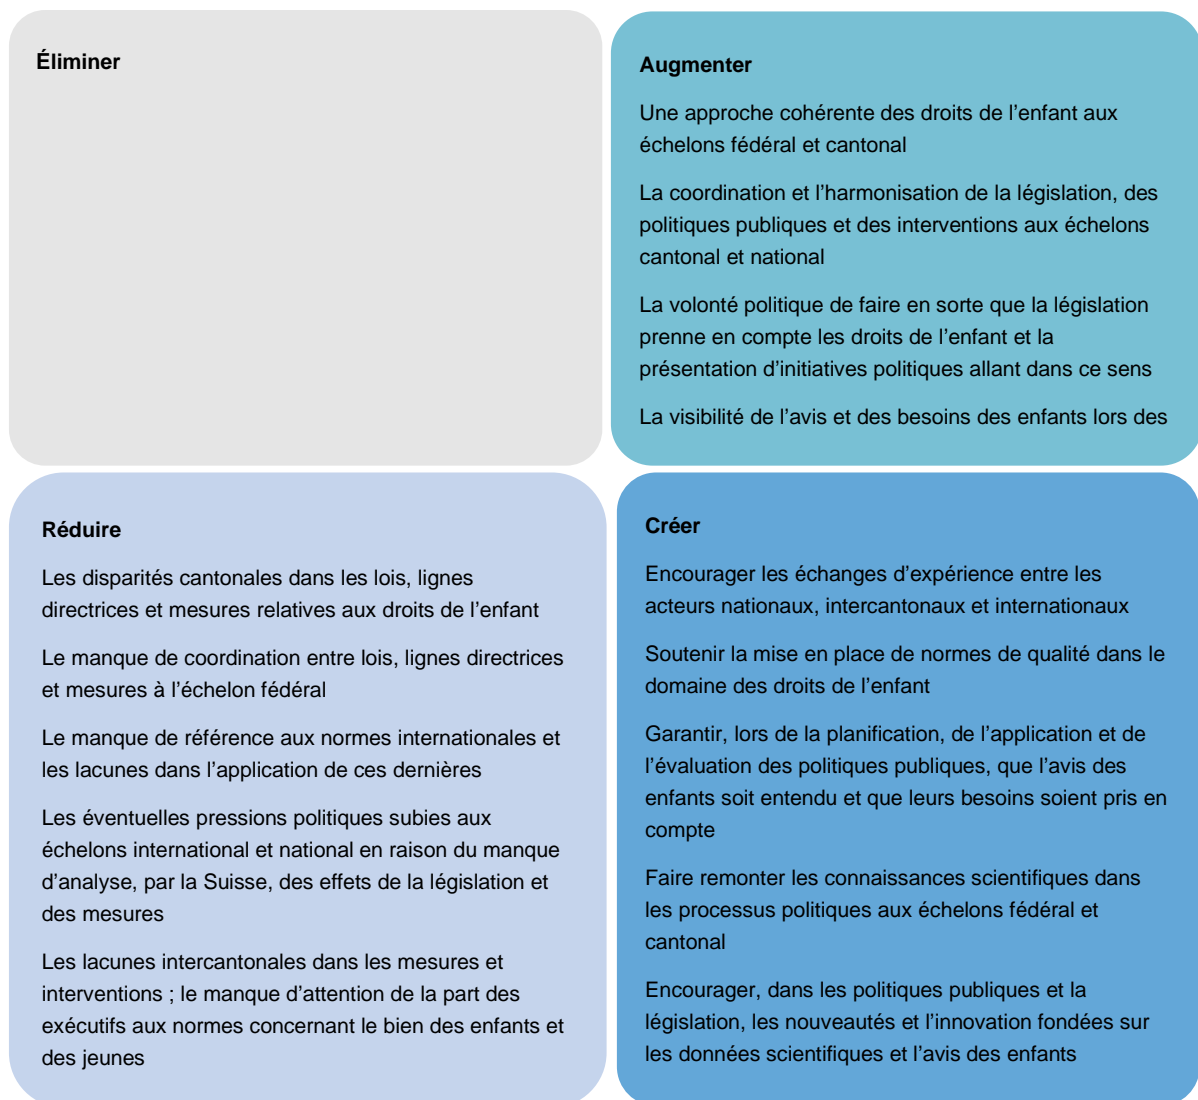 Éliminer
Augmenter
Une approche cohérente des droits de l’enfant aux
échelons fédéral et cantonal
La coordination et l’harmonisation de la législation, des
politiques publiques et des interventions aux échelons
cantonal et national
La volonté politique de faire en sorte que la législation
prenne en compte les droits de l’enfant et la
présentation d’initiatives politiques allant dans ce sens
La visibilité de l’avis et des besoins des enfants lors des
Réduire
Les disparités cantonales dans les lois, lignes
directrices et mesures relatives aux droits de l’enfant
Le manque de coordination entre lois, lignes directrices
et mesures à l’échelon fédéral
Le manque de référence aux normes internationales et
les lacunes dans l’application de ces dernières
Les éventuelles pressions politiques subies aux
échelons international et national en raison du manque
d’analyse, par la Suisse, des effets de la législation et
des mesures
Les lacunes intercantonales dans les mesures et
interventions ; le manque d’attention de la part des
exécutifs aux normes concernant le bien des enfants et
des jeunes
Créer
Encourager les échanges d’expérience entre les
acteurs nationaux, intercantonaux et internationaux
Soutenir la mise en place de normes de qualité dans le
domaine des droits de l’enfant
Garantir, lors de la planification, de l’application et de
l’évaluation des politiques publiques, que l’avis des
enfants soit entendu et que leurs besoins soient pris en
compte
Faire remonter les connaissances scientifiques dans
les processus politiques aux échelons fédéral et
cantonal
Encourager, dans les politiques publiques et la
législation, les nouveautés et l’innovation fondées sur
les données scientifiques et l’avis des enfants